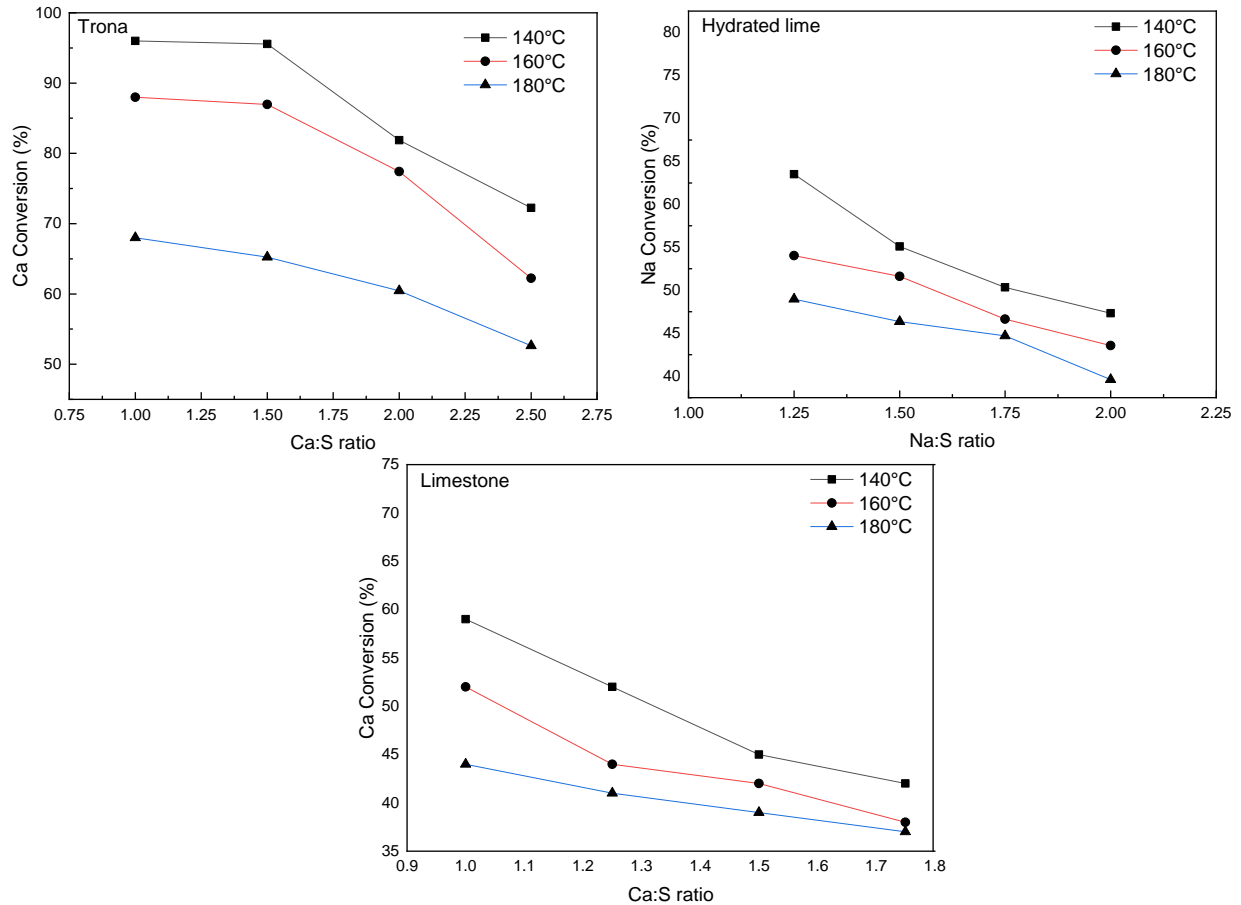 Trona
140°C
160°C
180°C
100
90
80
70
60
50
Ca Conversion (%)
0.75
1.00
1.25
1.50
2.00
2.25
2.50
2.75
Ca:S ratio
Hydrated lime
140°C
160°C
180°C
80
75
70
65
60
55
50
45
40
Na Conversion (%)
1.00
1.25
1.50
1.75
2.00
2.25
Na:S ratio
Limestone
140°C
160°C
180°C
75
60
55
50
45
40
35
Ca Conversion (%)
0.9
1.0
1.1
1.2
1.3
1.4
1.5
1.6
1.7
1.8
Ca:S ratio